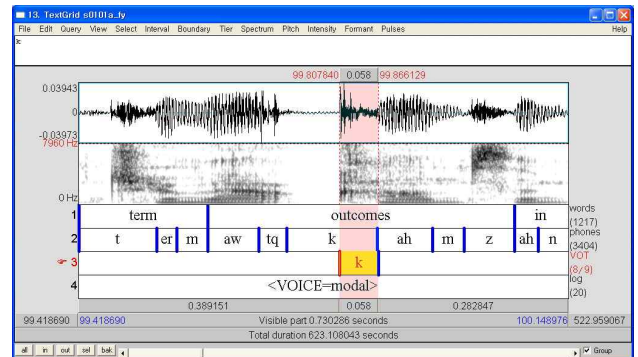 13. TextGrid s0101a_fy
File Edit Query View Select Interval Boundary Tier Spectrum Pitch Intensity Formant Pulses Help
k
99.807840 0.058 99.866129
0.03943
0
-0.03973
7960 Hz
0 Hz
1 term outcomes in words (1217)
2 t er m aw tq k ah m z ah n phones (3404)
3 k VOT (8/9)
4 <VOICE=modal> log (20)
0.389151 0.058 0.282847
99.418690 99.418690 Visible part 0.730286 seconds 100.148976 522.959067
Total duration 623.108043 seconds
all in out sel bak Group